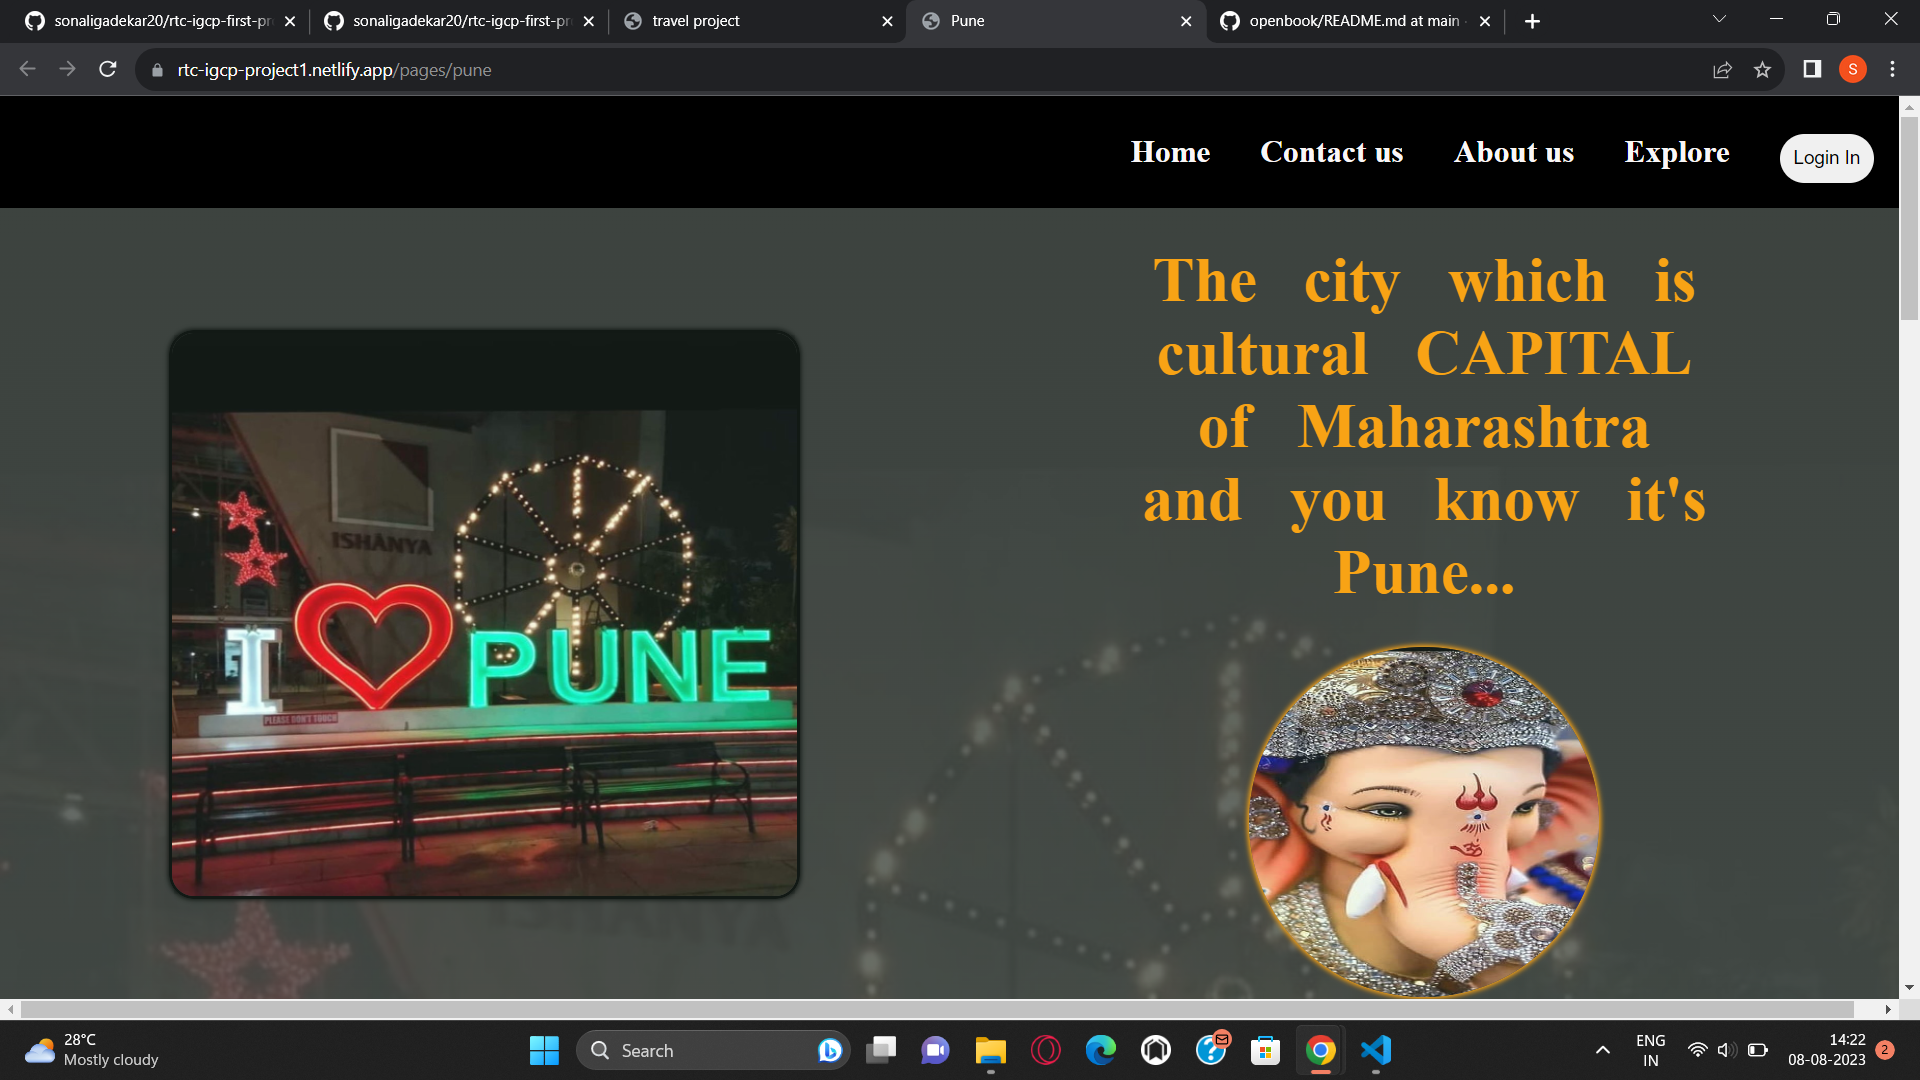 sonaligadekar20/rtc-igcp-first-pr
sonaligadekar20/rtc-igcp-first-pr
travel project
Pune
openbook/README.md at main
rtc-igcp-project1.netlify.app/pages/pune
S
Home
Contact us
About us
Explore
Login In
The city which is
cultural CAPITAL
of Maharashtra
and you know it's
Pune...
ISHANYA
I PUNE
PLEASE DON'T TOUCH
ISHANYA
28°C
Mostly cloudy
Search
ENG
IN
14:22
08-08-2023
2